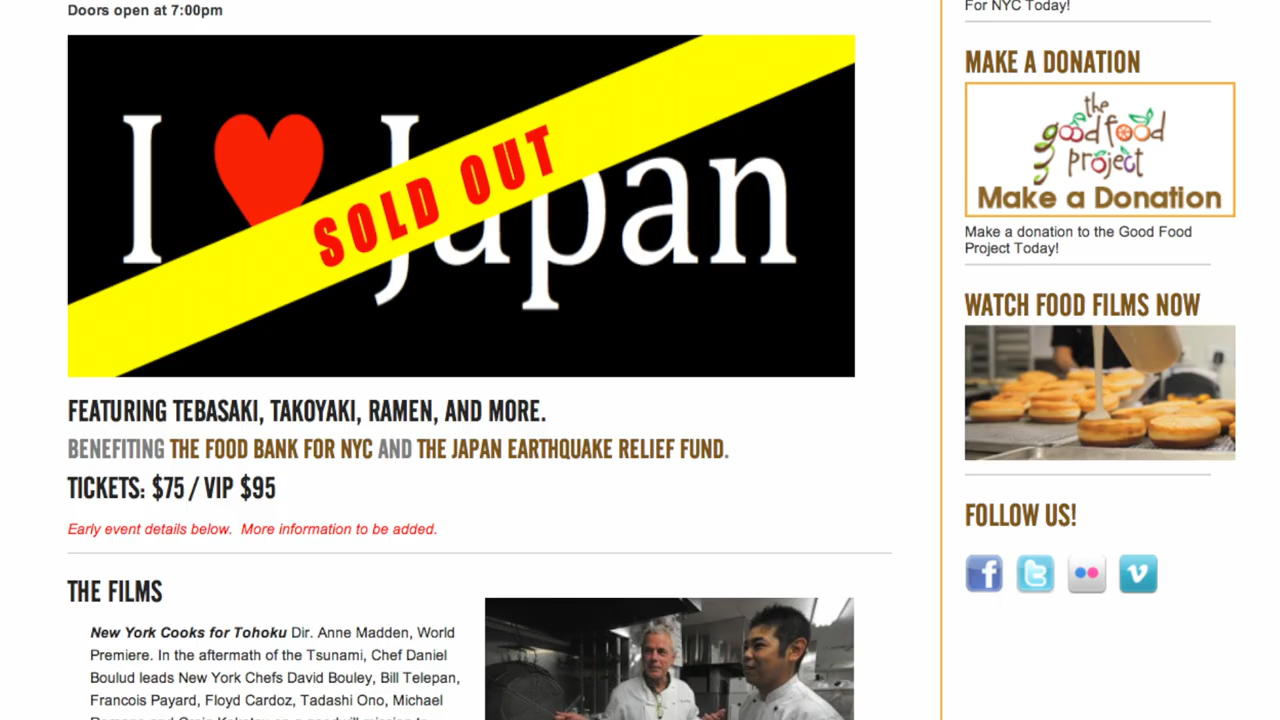 Doors open at 7:00pm
I Japan
SOLD OUT
FEATURING TEBASAKI, TAKOYAKI, RAMEN, AND MORE.
BENEFITING THE FOOD BANK FOR NYC AND THE JAPAN EARTHQUAKE RELIEF FUND.
TICKETS: $75 / VIP $95
Early event details below. More information to be added.
THE FILMS
New York Cooks for Tohoku Dir. Anne Madden, World
Premiere. In the aftermath of the Tsunami, Chef Daniel
Boulud leads New York Chefs David Bouley, Bill Telepan,
Francois Payard, Floyd Cardoz, Tadashi Ono, Michael
For NYC Today!
MAKE A DONATION
the
good food
project
Make a Donation
Make a donation to the Good Food
Project Today!
WATCH FOOD FILMS NOW
FOLLOW US!
f
t
v